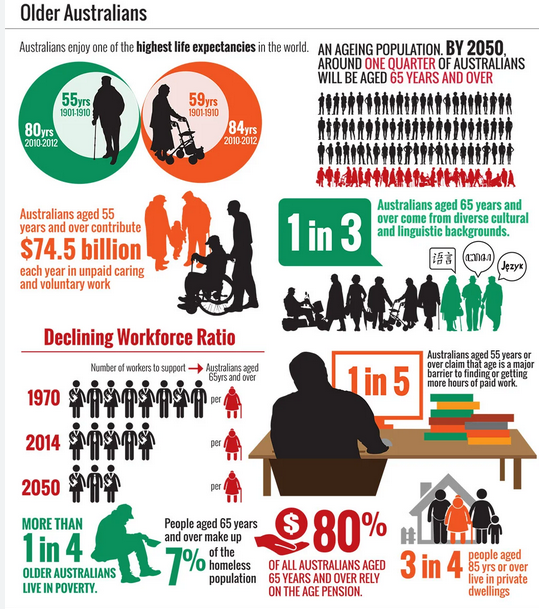 Older Australians
Australians enjoy one of the highest life expectancies in the world.
55yrs
1901-1910
80yrs
2010-2012
59yrs
1901-1910
84yrs
2010-2012
AN AGEING POPULATION. BY 2050,
AROUND ONE QUARTER OF AUSTRALIANS
WILL BE AGED 65 YEARS AND OVER
Australians aged 55
years and over contribute
$74.5 billion
each year in unpaid caring
and voluntary work
1 in 3
Australians aged 65 years and
over come from diverse cultural
and linguistic backgrounds.
語言
Język
Declining Workforce Ratio
Number of workers to support
Australians aged
65yrs and over
1970
per
2014
per
2050
per
1 in 5
Australians aged 55 years or
over claim that age is a major
barrier to finding or getting
more hours of paid work.
MORE THAN
1 in 4
OLDER AUSTRALIANS
LIVE IN POVERTY.
People aged 65 years
and over make up
7% of the
homeless
population
$
80%
OF ALL AUSTRALIANS AGED
65 YEARS AND OVER RELY
ON THE AGE PENSION.
3 in 4
people aged
85 yrs or over
live in private
dwellings